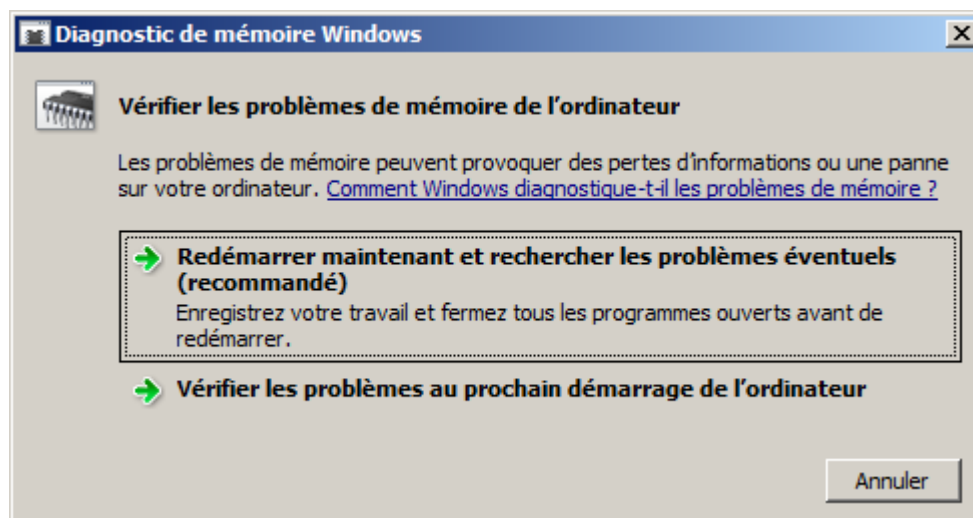 Diagnostic de mémoire Windows
Vérifier les problèmes de mémoire de l'ordinateur
Les problèmes de mémoire peuvent provoquer des pertes d'informations ou une panne
sur votre ordinateur. Comment Windows diagnostique-t-il les problèmes de mémoire ?
Redémarrer maintenant et rechercher les problèmes éventuels
(recommandé)
Enregistrez votre travail et fermez tous les programmes ouverts avant de
redémarrer.
Vérifier les problèmes au prochain démarrage de l'ordinateur
Annuler